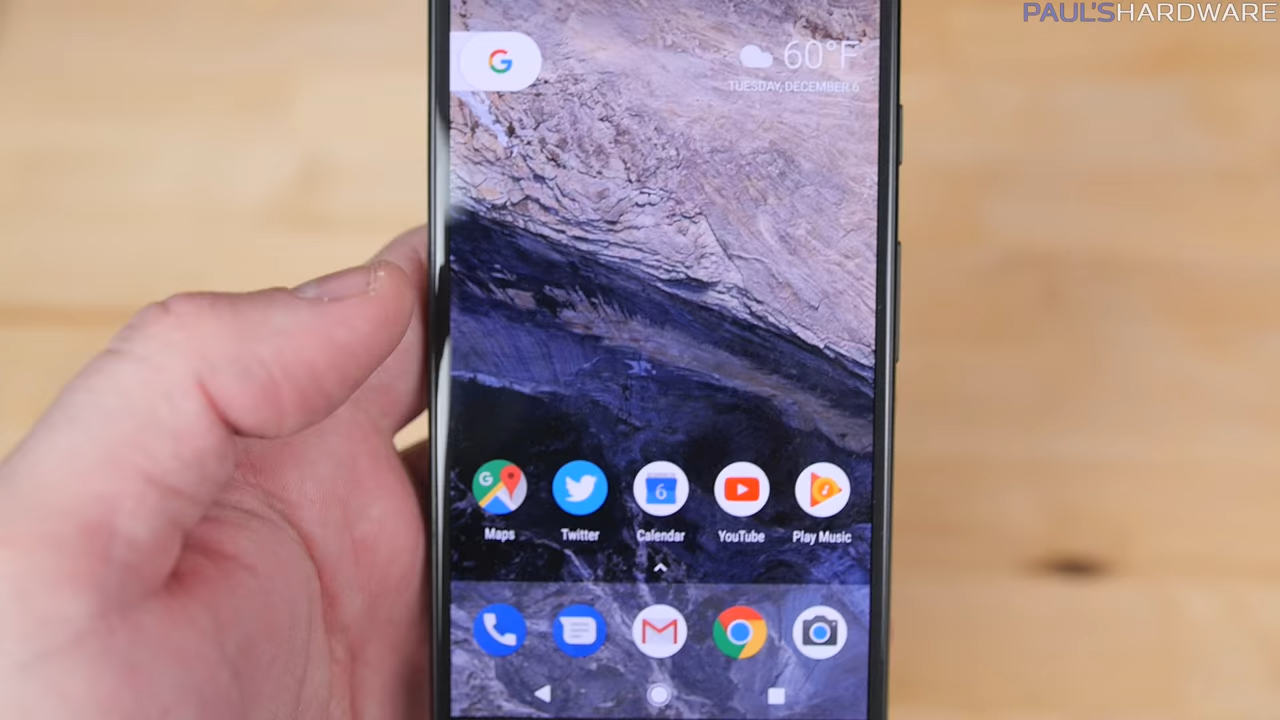 PAUL'SHARDWARE
G
60°F
TUESDAY, DECEMBER 6
G
6
Maps
Twitter
Calendar
YouTube
Play Music